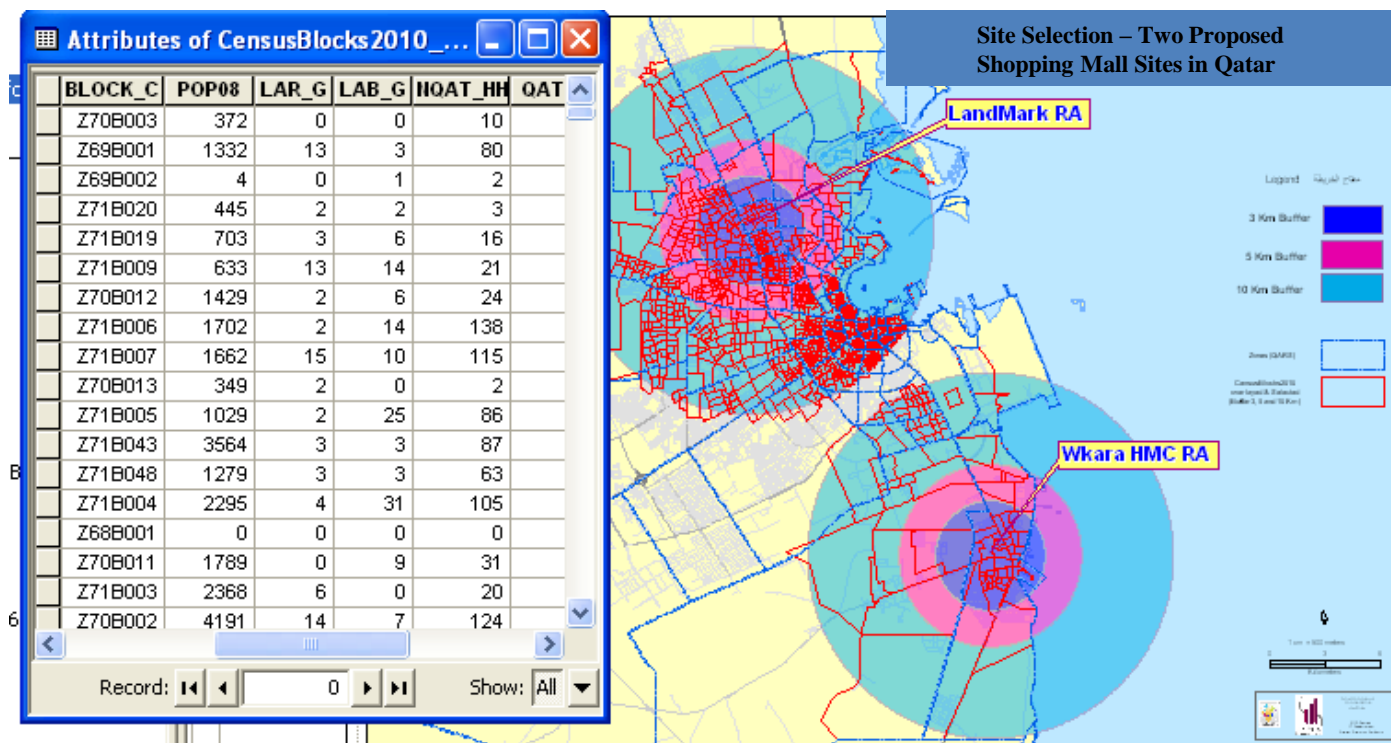 Attributes of CensusBlocks2010_...
BLOCK_C POP08 LAR_G LAB_G NQAT_HH QAT
Z70B003 372 0 0 10
Z69B001 1332 13 3 80
Z69B002 4 0 1 2
Z71B020 445 2 2 3
Z71B019 703 3 6 16
Z71B009 633 13 14 21
Z70B012 1429 2 6 24
Z71B006 1702 2 14 138
Z71B007 1662 15 10 115
Z70B013 349 2 0 2
Z71B005 1029 2 25 86
Z71B043 3564 3 3 87
Z71B048 1279 3 3 63
Z71B004 2295 4 31 105
Z68B001 0 0 0 0
Z70B011 1789 0 9 31
Z71B003 2368 6 0 20
Z70B002 4191 14 7 124
Record: 0 Show: All
Site Selection – Two Proposed
Shopping Mall Sites in Qatar
LandMark RA
Wkara HMC RA
Legend
3 Km Buffer
5 Km Buffer
10 Km Buffer
CensusBlocks2010